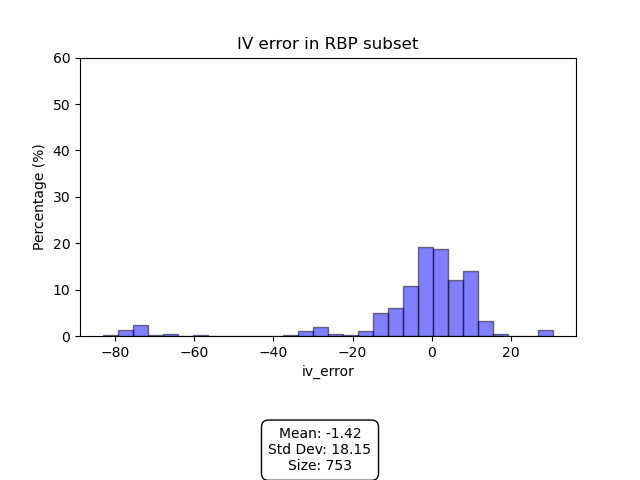 IV error in RBP subset
60
50
40
30
20
10
0
Percentage (%)
−80
−60
−40
−20
0
20
iv_error
Mean: -1.42
Std Dev: 18.15
Size: 753